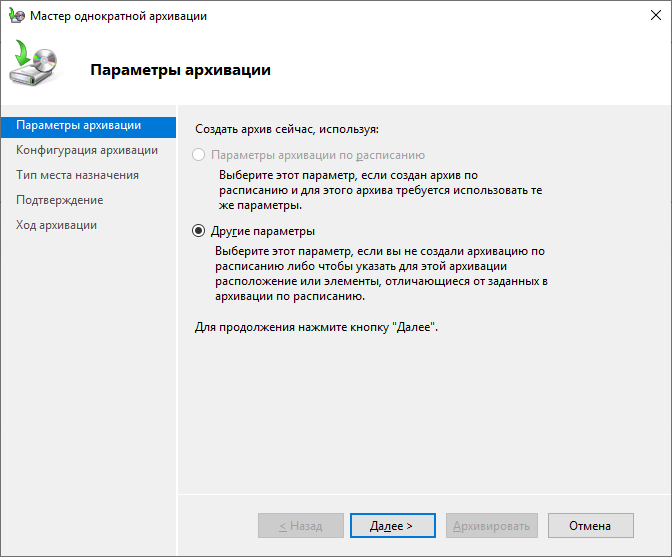 Мастер однократной архивации
Параметры архивации
Параметры архивации
Конфигурация архивации
Тип места назначения
Подтверждение
Ход архивации
Создать архив сейчас, используя:
Параметры архивации по расписанию
Выберите этот параметр, если создан архив по
расписанию и для этого архива требуется использовать те
же параметры.
Другие параметры
Выберите этот параметр, если вы не создали архивацию по
расписанию либо чтобы указать для этой архивации
расположение или элементы, отличающиеся от заданных в
архивации по расписанию.
Для продолжения нажмите кнопку "Далее".
< Назад
Далее >
Архивировать
Отмена